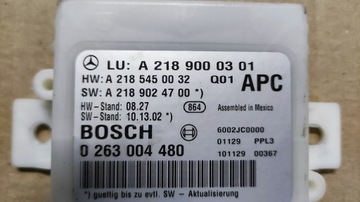 LU: A 218 900 03 01
HW: A 218 545 00 32 Q01 APC
SW: A 218 902 47 00 *)
HW-Stand: 08.27 864 Assembled in Mexico
SW-Stand: 10.13.02 *)
BOSCH 6002JC0000
0 263 004 480 01129 PPL3
101129 00367
*) gueltig bis zu evtl. SW - Aktualisierung